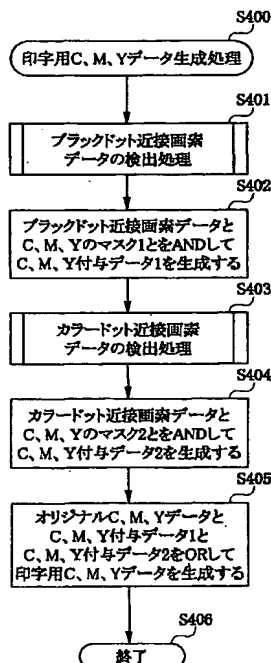 S400
印字用C、M、Yデータ生成処理
S401
ブラックドット近接画素
データの検出処理
S402
ブラックドット近接画素データと
C、M、Yのマスク1とをANDして
C、M、Y付与データ1を生成する
S403
カラードット近接画素
データの検出処理
S404
カラードット近接画素データと
C、M、Yのマスク2とをANDして
C、M、Y付与データ2を生成する
S405
オリジナルC、M、Yデータと
C、M、Y付与データ1と
C、M、Y付与データ2をORして
印字用C、M、Yデータを生成する
S406
終了